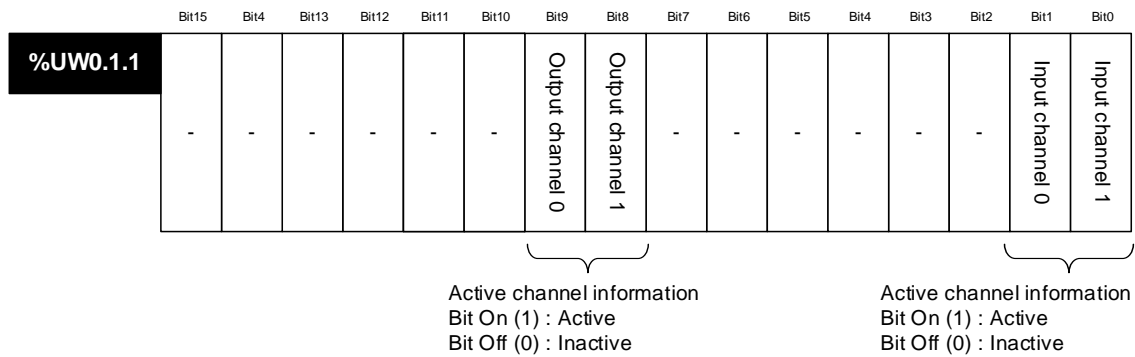 Bit15 Bit4 Bit13 Bit12 Bit11 Bit10 Bit9 Bit8 Bit7 Bit6 Bit5 Bit4 Bit3 Bit2 Bit1 Bit0
%UW0.1.1
- - - - - - Output channel 0 Output channel 1 - - - - - - Input channel 0 Input channel 1
Active channel information
Bit On (1) : Active
Bit Off (0) : Inactive
Active channel information
Bit On (1) : Active
Bit Off (0) : Inactive